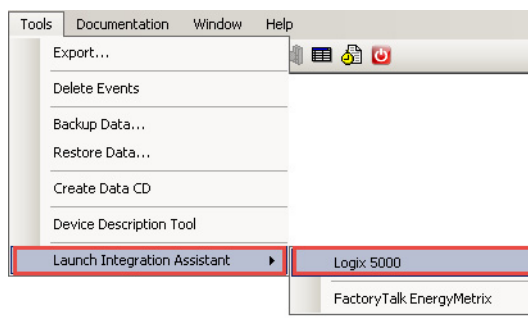 Tools Documentation Window Help
Export...
Delete Events
Backup Data...
Restore Data...
Create Data CD
Device Description Tool
Launch Integration Assistant
Logix 5000
FactoryTalk EnergyMetrix